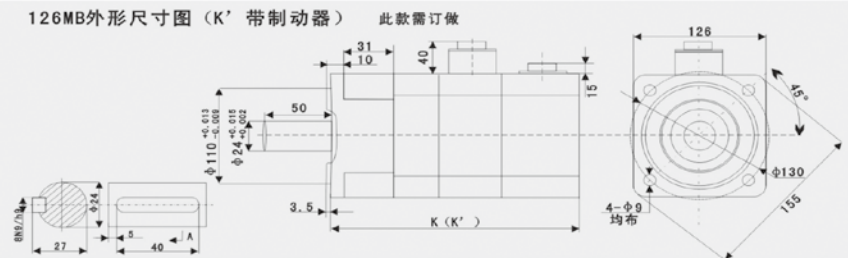 126MB外形尺寸图（K′ 带制动器） 此款需订做
31
10
40
15
126
45°
50
Φ110 +0.013 -0.009
Φ24 +0.015 +0.002
3.5
K(K′)
Φ130
155
4-Φ9
均布
8N9/h9
27
Φ24
5
A
40